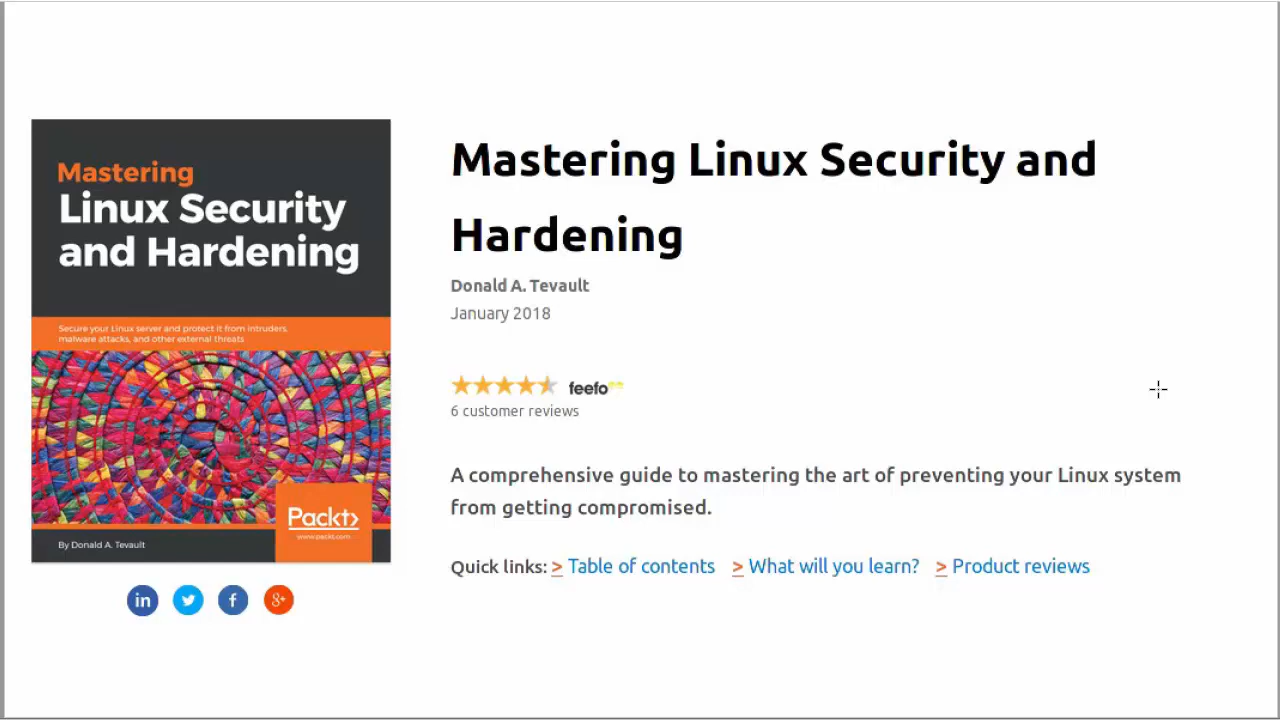 Mastering
Linux Security
and Hardening
Secure your Linux server and protect it from intruders,
malware attacks, and other external threats
Packt>
www.packt.com
By Donald A. Tevault
in
f
g+
Mastering Linux Security and
Hardening
Donald A. Tevault
January 2018
feefo
6 customer reviews
A comprehensive guide to mastering the art of preventing your Linux system
from getting compromised.
Quick links: > Table of contents > What will you learn? > Product reviews